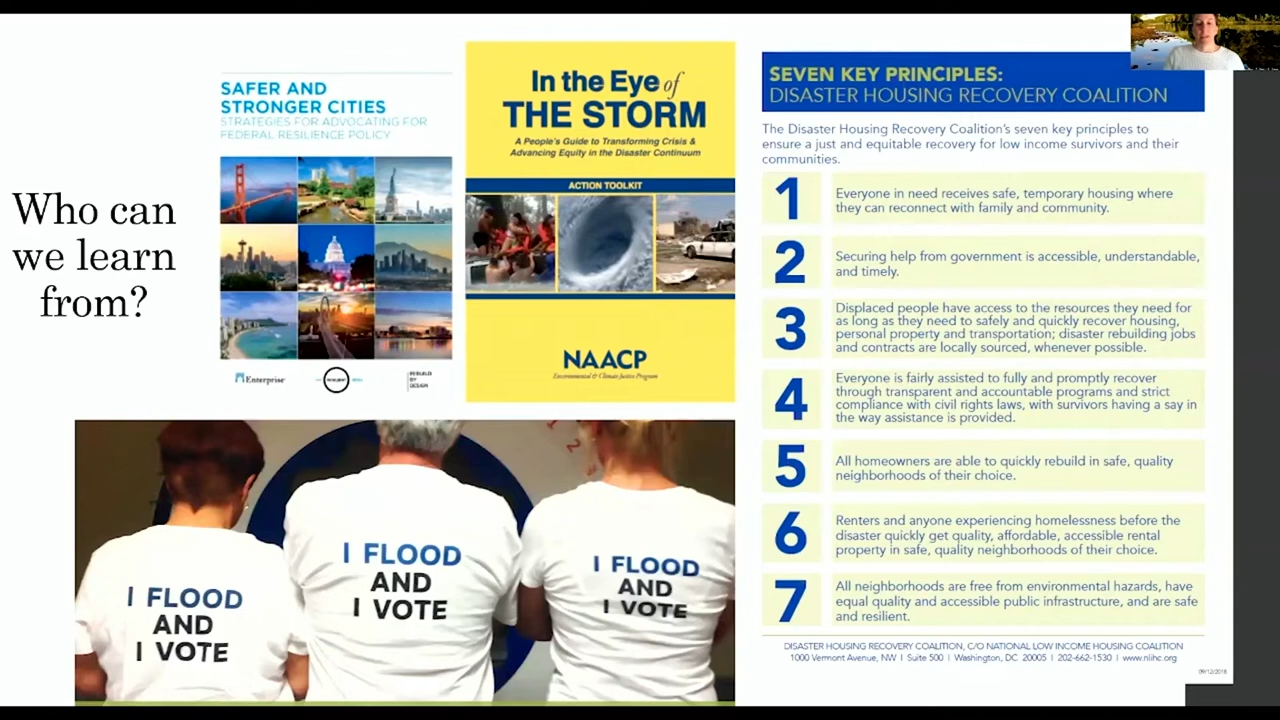 Who can
we learn
from?
SAFER AND
STRONGER CITIES
STRATEGIES FOR ADVOCATING FOR
FEDERAL RESILIENCE POLICY
Enterprise
REBUILD
BY
DESIGN
In the Eye of
THE STORM
A People's Guide to Transforming Crisis &
Advancing Equity in the Disaster Continuum
ACTION TOOLKIT
NAACP
Environmental & Climate Justice Program
I FLOOD
AND
I VOTE
I FLOOD
AND
I VOTE
I FLOOD
AND
I VOTE
SEVEN KEY PRINCIPLES:
DISASTER HOUSING RECOVERY COALITION
The Disaster Housing Recovery Coalition's seven key principles to
ensure a just and equitable recovery for low income survivors and their
communities.
1
Everyone in need receives safe, temporary housing where
they can reconnect with family and community.
2
Securing help from government is accessible, understandable,
and timely.
3
Displaced people have access to the resources they need for
as long as they need to safely and quickly recover housing,
personal property and transportation; disaster rebuilding jobs
and contracts are locally sourced, whenever possible.
4
Everyone is fairly assisted to fully and promptly recover
through transparent and accountable programs and strict
compliance with civil rights laws, with survivors having a say in
the way assistance is provided.
5
All homeowners are able to quickly rebuild in safe, quality
neighborhoods of their choice.
6
Renters and anyone experiencing homelessness before the
disaster quickly get quality, affordable, accessible rental
property in safe, quality neighborhoods of their choice.
7
All neighborhoods are free from environmental hazards, have
equal quality and accessible public infrastructure, and are safe
and resilient.
DISASTER HOUSING RECOVERY COALITION, C/O NATIONAL LOW INCOME HOUSING COALITION
1000 Vermont Avenue, NW | Suite 500 | Washington, DC 20005 | 202-662-1530 | www.nlihc.org
09/12/2018